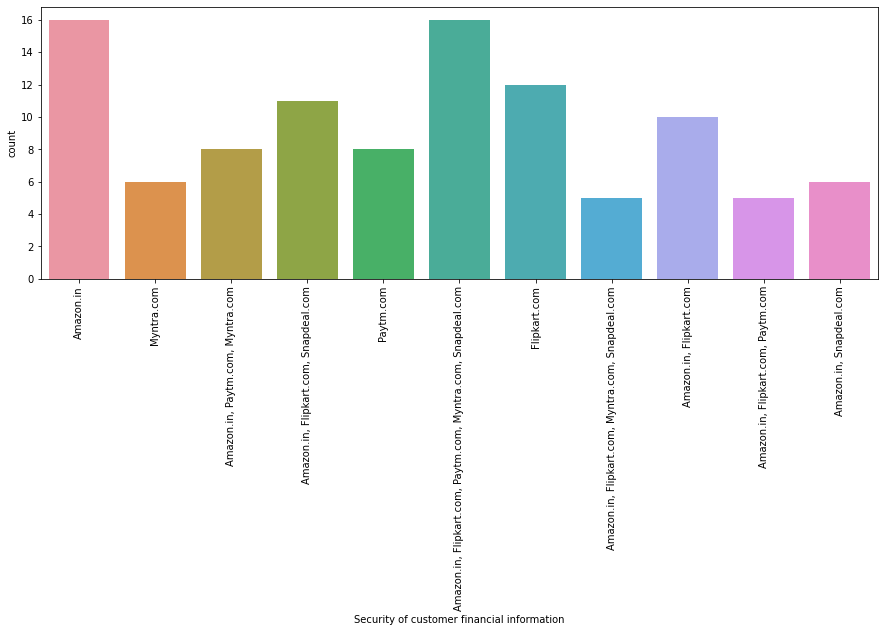 16
14
12
10
8
6
4
2
0
count
Amazon.in
Myntra.com
Amazon.in, Paytm.com, Myntra.com
Amazon.in, Flipkart.com, Snapdeal.com
Paytm.com
Amazon.in, Flipkart.com, Paytm.com, Myntra.com, Snapdeal.com
Flipkart.com
Amazon.in, Flipkart.com, Myntra.com, Snapdeal.com
Amazon.in, Flipkart.com
Amazon.in, Flipkart.com, Paytm.com
Amazon.in, Snapdeal.com
Security of customer financial information